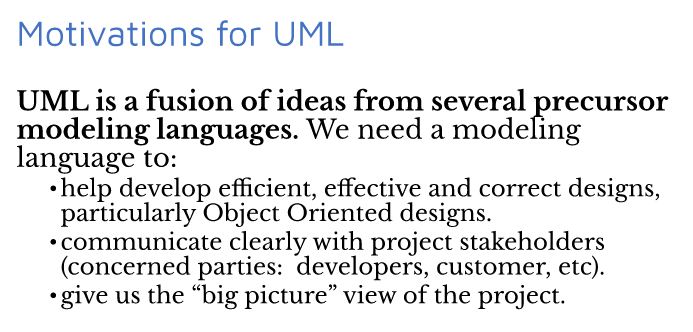 Motivations for UML
UML is a fusion of ideas from several precursor
modeling languages. We need a modeling
language to:
•help develop efficient, effective and correct designs,
particularly Object Oriented designs.
•communicate clearly with project stakeholders
(concerned parties:  developers, customer, etc).
•give us the “big picture” view of the project.